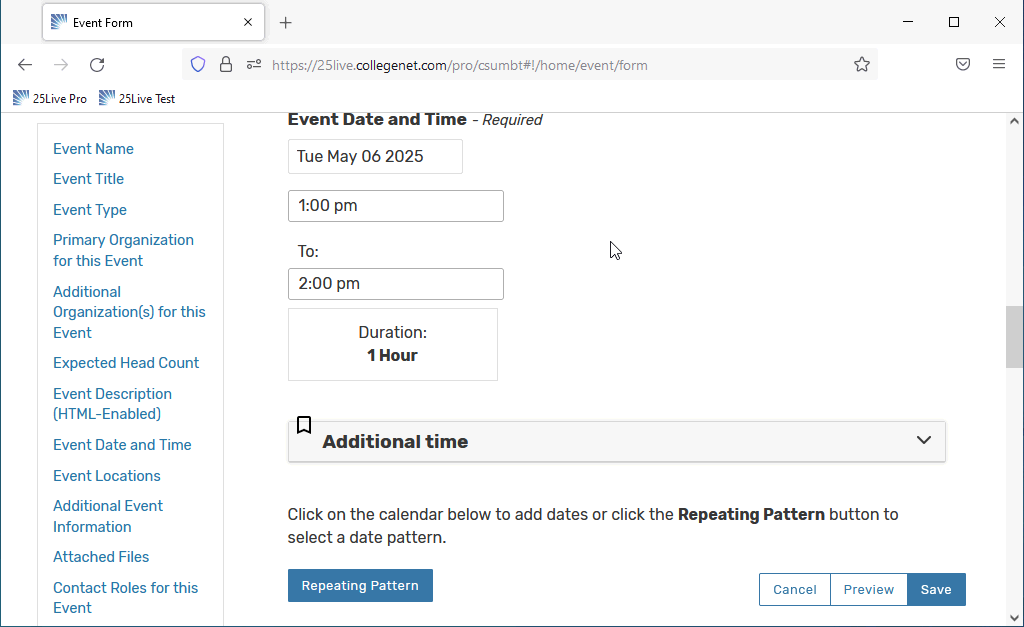 Event Form
https://25live.collegenet.com/pro/csumbt#!/home/event/form
25Live Pro
25Live Test
Event Name
Event Title
Event Type
Primary Organization
for this Event
Additional
Organization(s) for this
Event
Expected Head Count
Event Description
(HTML-Enabled)
Event Date and Time
Event Locations
Additional Event
Information
Attached Files
Contact Roles for this
Event
Event Date and Time - Required
Tue May 06 2025
1:00 pm
To:
2:00 pm
Duration:
1 Hour
Additional time
Click on the calendar below to add dates or click the Repeating Pattern button to
select a date pattern.
Repeating Pattern
Cancel
Preview
Save